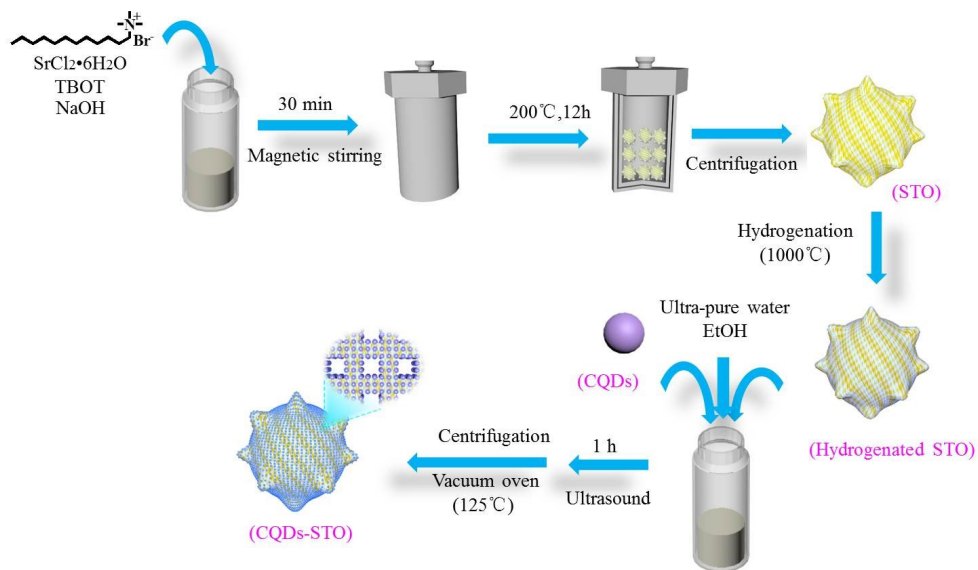 N+
Br-
SrCl2•6H2O
TBOT
NaOH
30 min
Magnetic stirring
200℃,12h
Centrifugation
(STO)
Hydrogenation
(1000℃)
Ultra-pure water
EtOH
(CQDs)
(Hydrogenated STO)
1 h
Ultrasound
Centrifugation
Vacuum oven
(125℃)
(CQDs-STO)